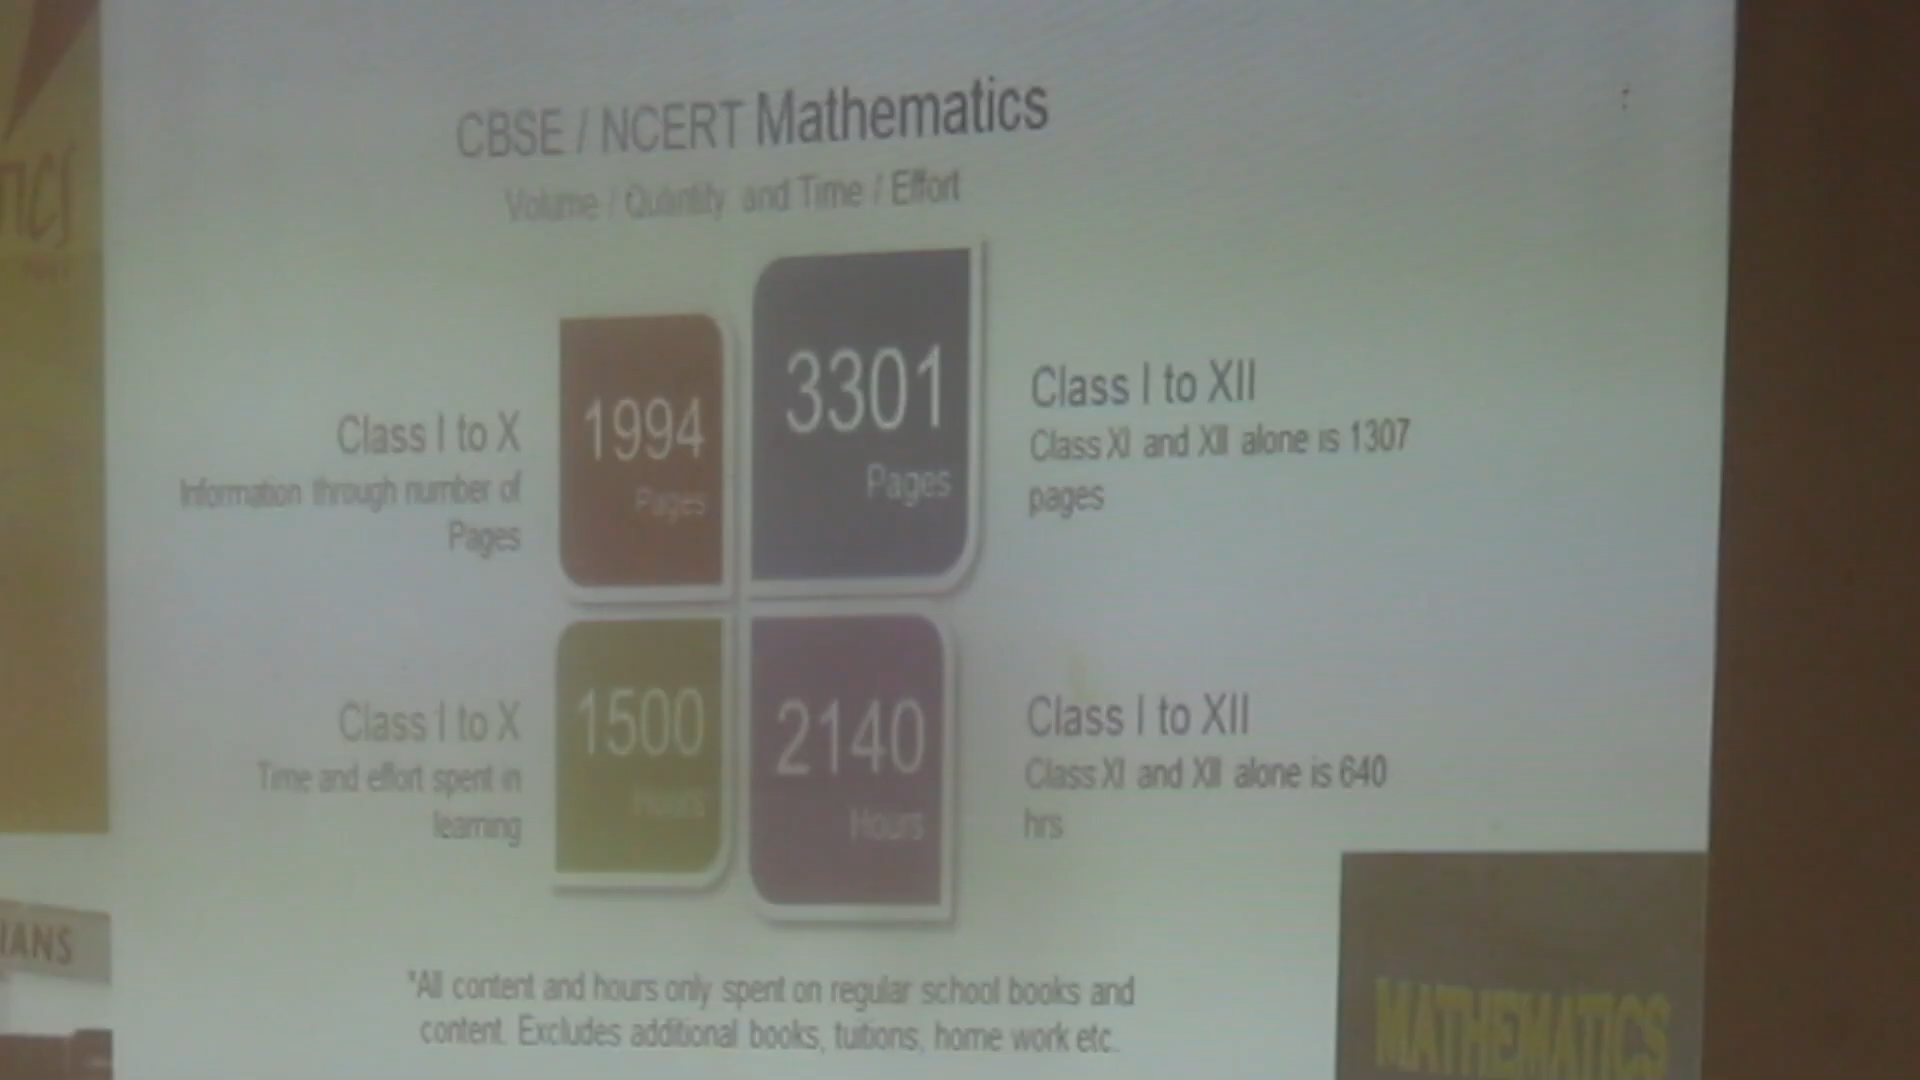 CBSE / NCERT Mathematics
Volume / Quantity and Time / Effort
1994
Pages
3301
Pages
Class I to X
Information through number of
Pages
Class I to XII
Class XI and XII alone is 1307
pages
1500
Hours
2140
Hours
Class I to X
Time and effort spent in
learning
Class I to XII
Class XI and XII alone is 640
hrs
*All content and hours only spent on regular school books and
content. Excludes additional books, tuitions, home work etc.
MATHEMATICS
TICS
IANS